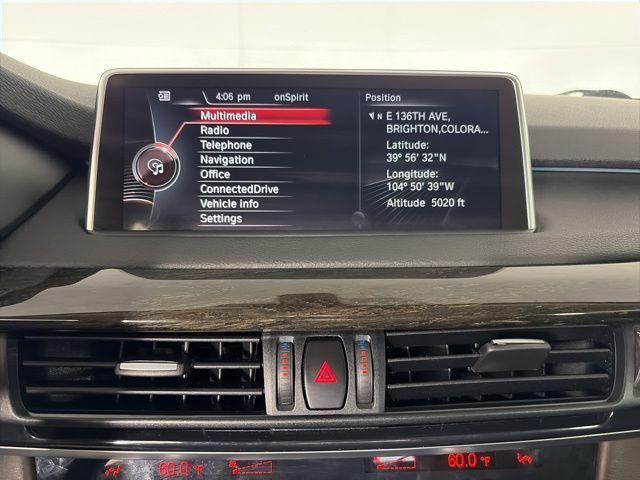 4:06 pm onSpirit
Multimedia
Radio
Telephone
Navigation
Office
ConnectedDrive
Vehicle info
Settings
Position
N E 136TH AVE,
BRIGHTON,COLORA...
Latitude:
39° 56' 32"N
Longitude:
104° 50' 39"W
Altitude 5020 ft
60.0 °F
60.0 °F